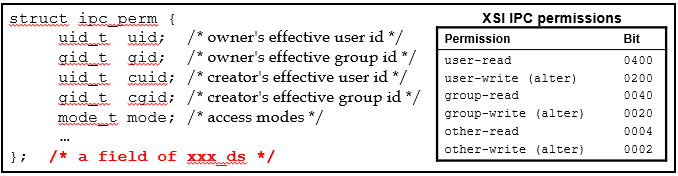 struct ipc_perm {
uid_t uid; /* owner's effective user id */
gid_t gid; /* owner's effective group id */
uid_t cuid; /* creator's effective user id */
gid_t cgid; /* creator's effective group id */
mode_t mode; /* access modes */
…
}; /* a field of xxx_ds */
XSI IPC permissions
Permission Bit
user-read 0400
user-write (alter) 0200
group-read 0040
group-write (alter) 0020
other-read 0004
other-write (alter) 0002